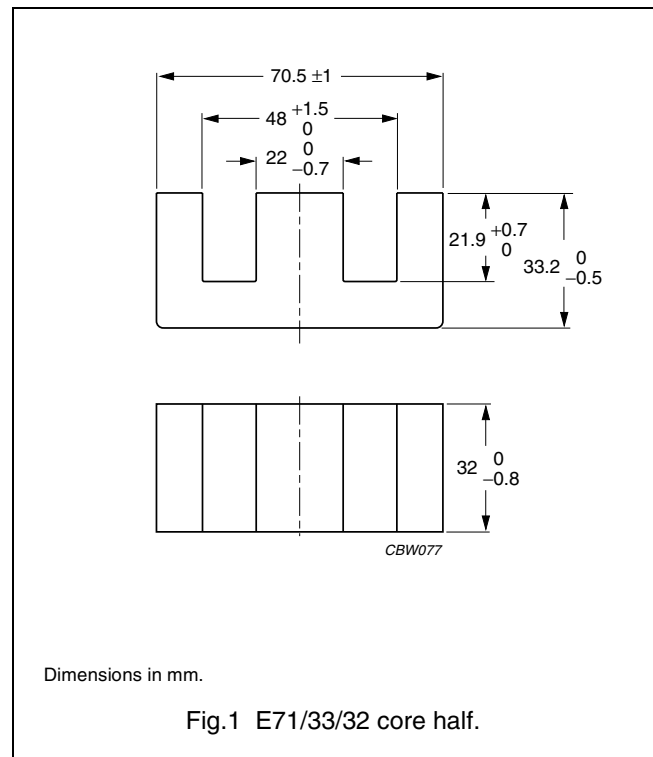 70.5 ±1
48 +1.5 0
22 0 −0.7
21.9 +0.7 0
33.2 0 −0.5
32 0 −0.8
CBW077
Dimensions in mm.
Fig.1 E71/33/32 core half.